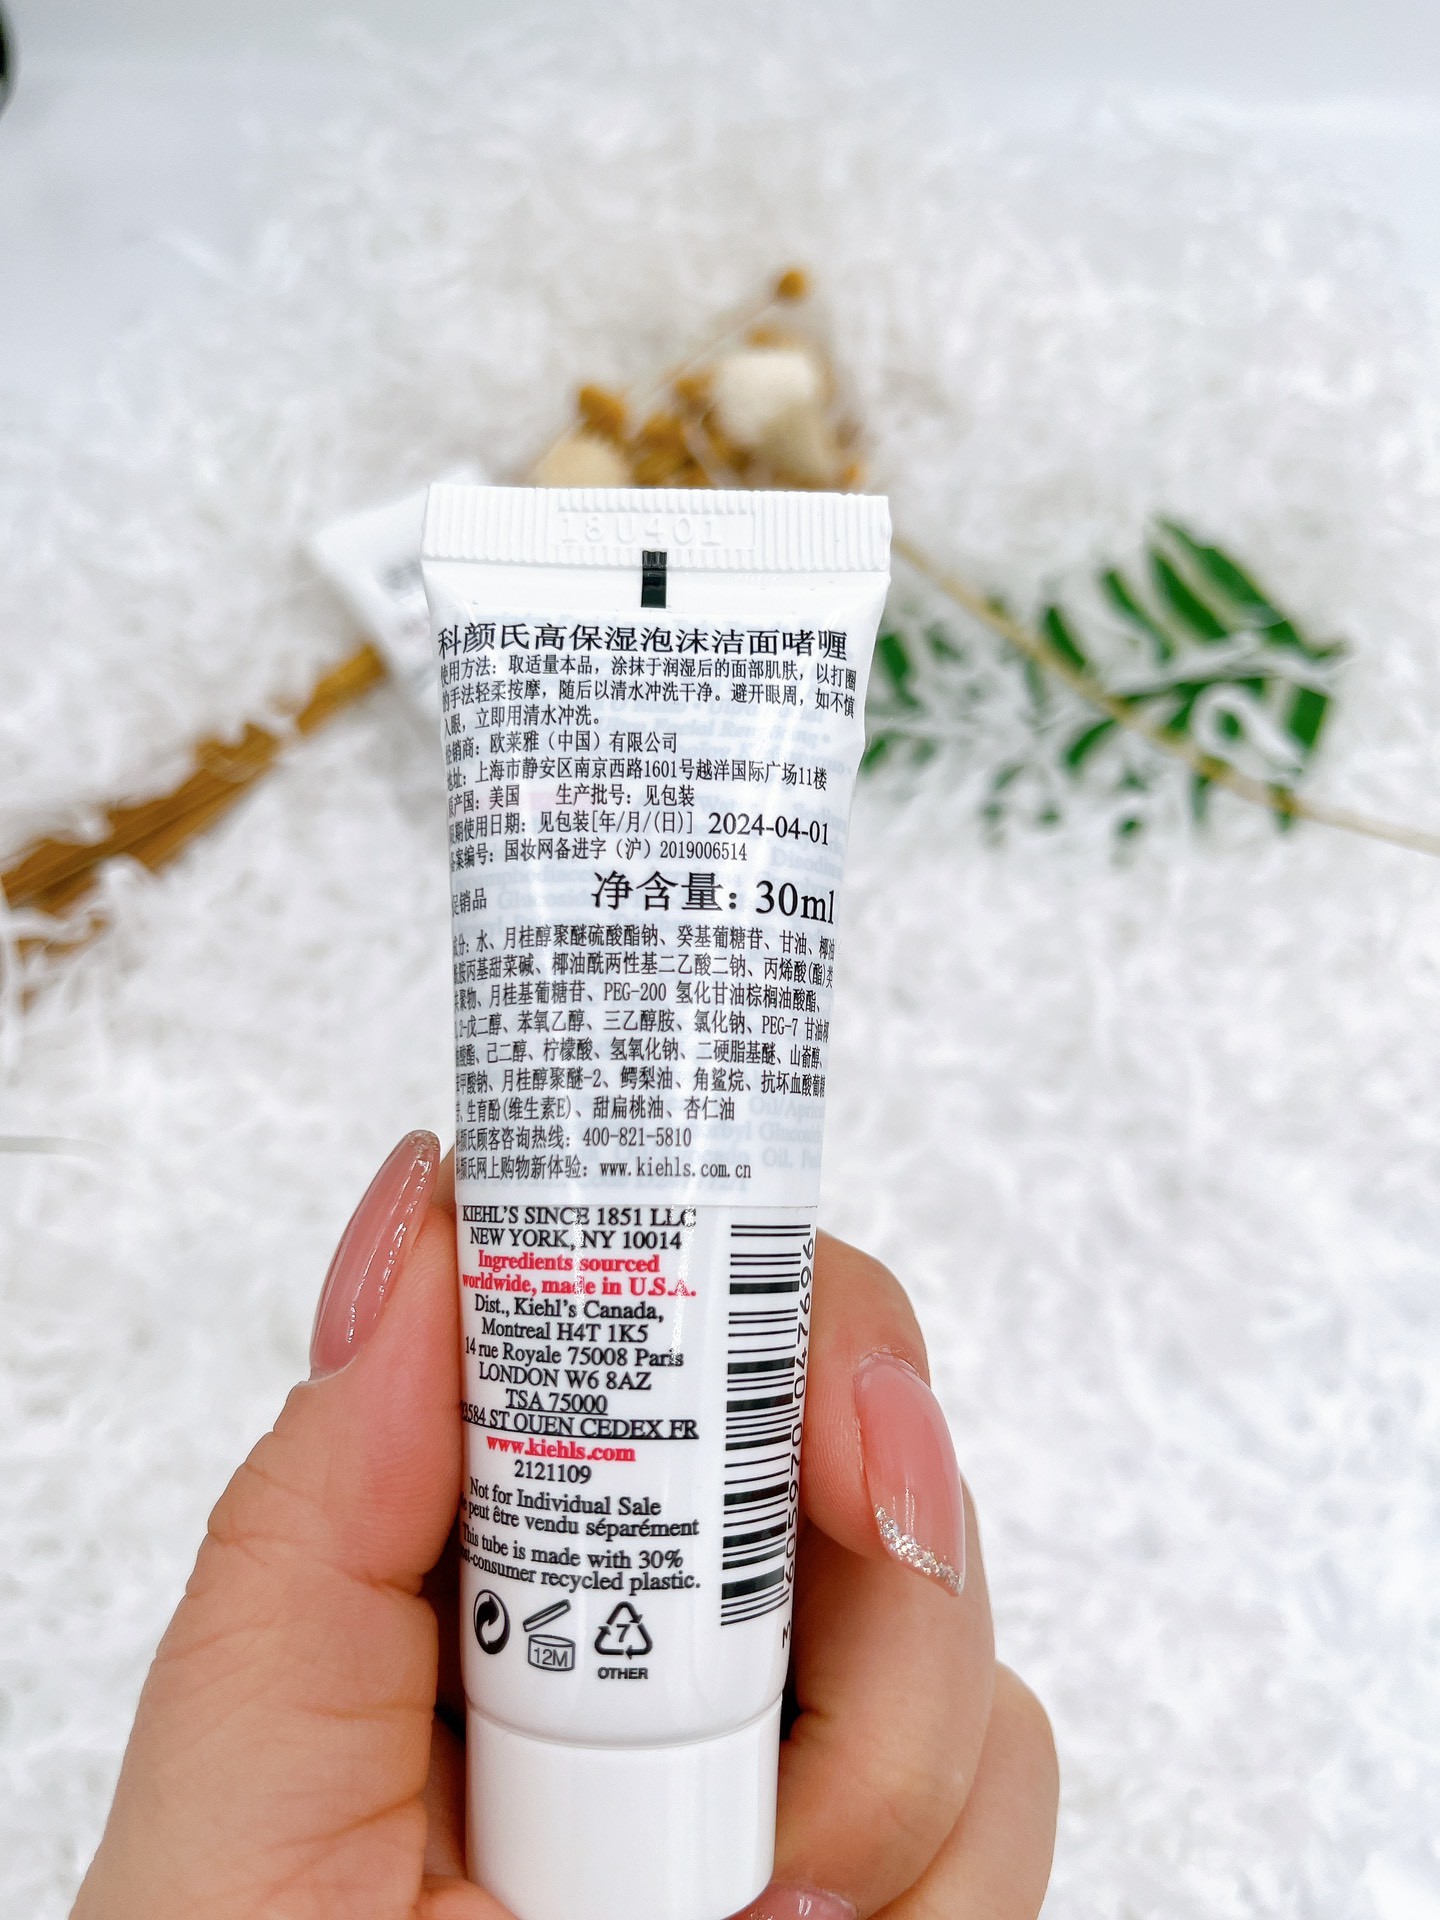 18U401
科颜氏高保湿泡沫洁面啫喱
使用方法：取适量本品，涂抹于润湿后的面部肌肤，以打圈
的手法轻柔按摩，随后以清水冲洗干净。避开眼周，如不慎
入眼，立即用清水冲洗。
经销商：欧莱雅（中国）有限公司
地址：上海市静安区南京西路1601号越洋国际广场11楼
原产国：美国 生产批号：见包装
限期使用日期：见包装[年/月/(日)] 2024-04-01
备案编号：国妆网备进字（沪）2019006514
促销品 净含量：30ml
成分：水、月桂醇聚醚硫酸酯钠、癸基葡糖苷、甘油、椰油
酰胺丙基甜菜碱、椰油酰两性基二乙酸二钠、丙烯酸(酯)类
共聚物、月桂基葡糖苷、PEG-200 氢化甘油棕榈油酸酯、
1,2-戊二醇、苯氧乙醇、三乙醇胺、氯化钠、PEG-7 甘油椰
油酸酯、己二醇、柠檬酸、氢氧化钠、二硬脂基醚、山嵛醇、
苯甲酸钠、月桂醇聚醚-2、鳄梨油、角鲨烷、抗坏血酸葡糖
苷、生育酚(维生素E)、甜扁桃油、杏仁油
科颜氏顾客咨询热线：400-821-5810
科颜氏网上购物新体验：www.kiehls.com.cn
KIEHL'S SINCE 1851 LLC
NEW YORK, NY 10014
Ingredients sourced
worldwide, made in U.S.A.
Dist., Kiehl's Canada,
Montreal H4T 1K5
14 rue Royale 75008 Paris
LONDON W6 8AZ
TSA 75000
93584 ST OUEN CEDEX FR
www.kiehls.com
2121109
Not for Individual Sale
Ne peut être vendu séparément
This tube is made with 30%
post-consumer recycled plastic.
12M
7
OTHER
3 605970 047696